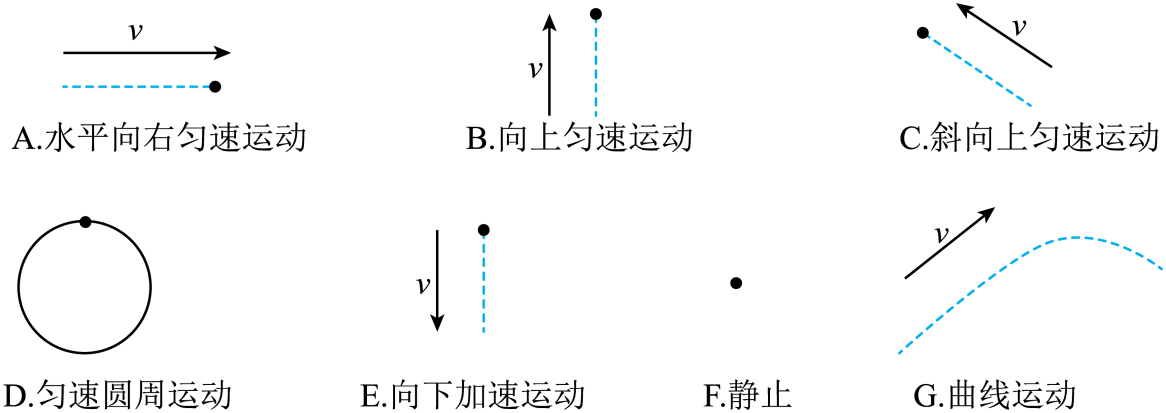 v
v
v
A.水平向右匀速运动
B.向上匀速运动
C.斜向上匀速运动
v
v
D.匀速圆周运动
E.向下加速运动
F.静止
G.曲线运动